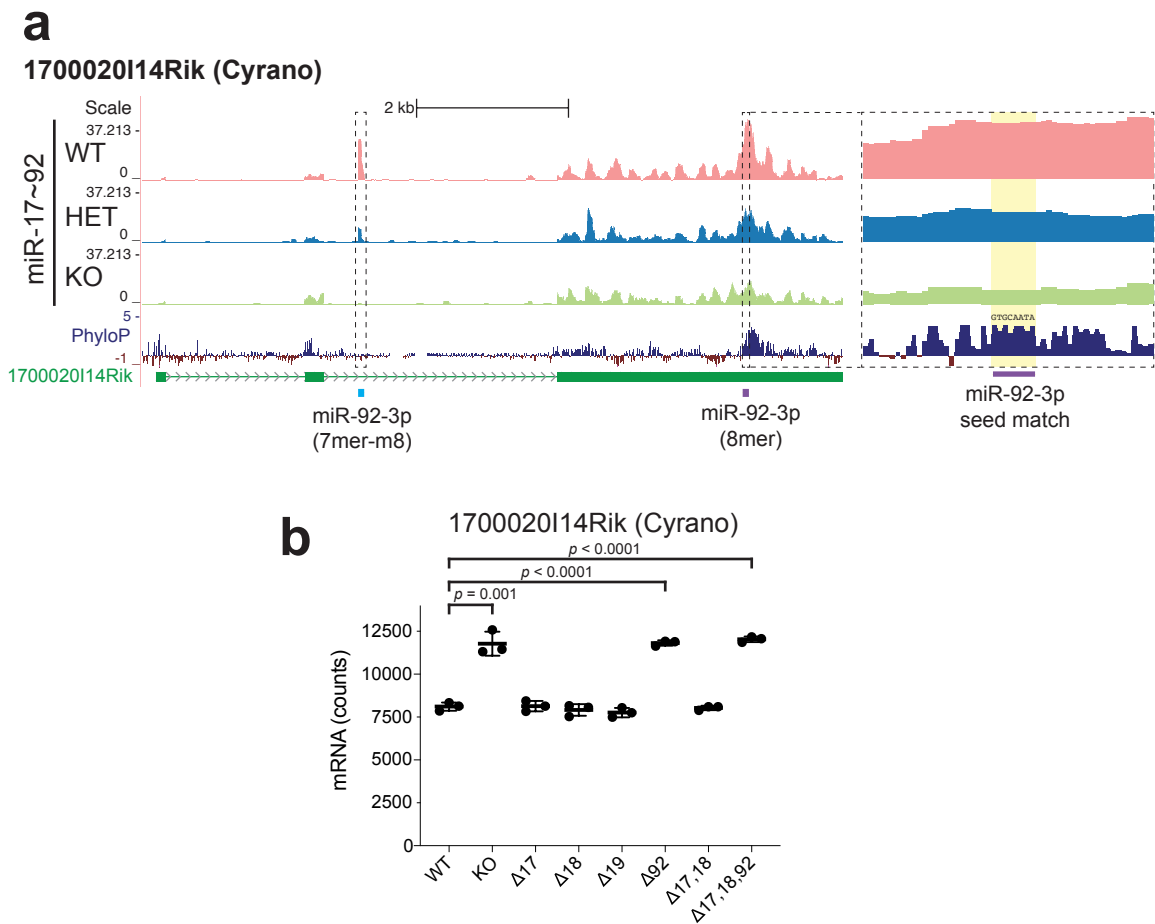 a
1700020I14Rik (Cyrano)
Scale
2 kb
miR-17~92
37.213
WT
0
37.213
HET
0
37.213
KO
0
5
GTGCAATA
PhyloP
-1
1700020I14Rik
miR-92-3p
(7mer-m8)
miR-92-3p
(8mer)
miR-92-3p
seed match
b
1700020I14Rik (Cyrano)
p < 0.0001
p < 0.0001
p = 0.001
mRNA (counts)
12500
10000
7500
5000
2500
0
WT
KO
Δ17
Δ18
Δ19
Δ92
Δ17,18
Δ17,18,92